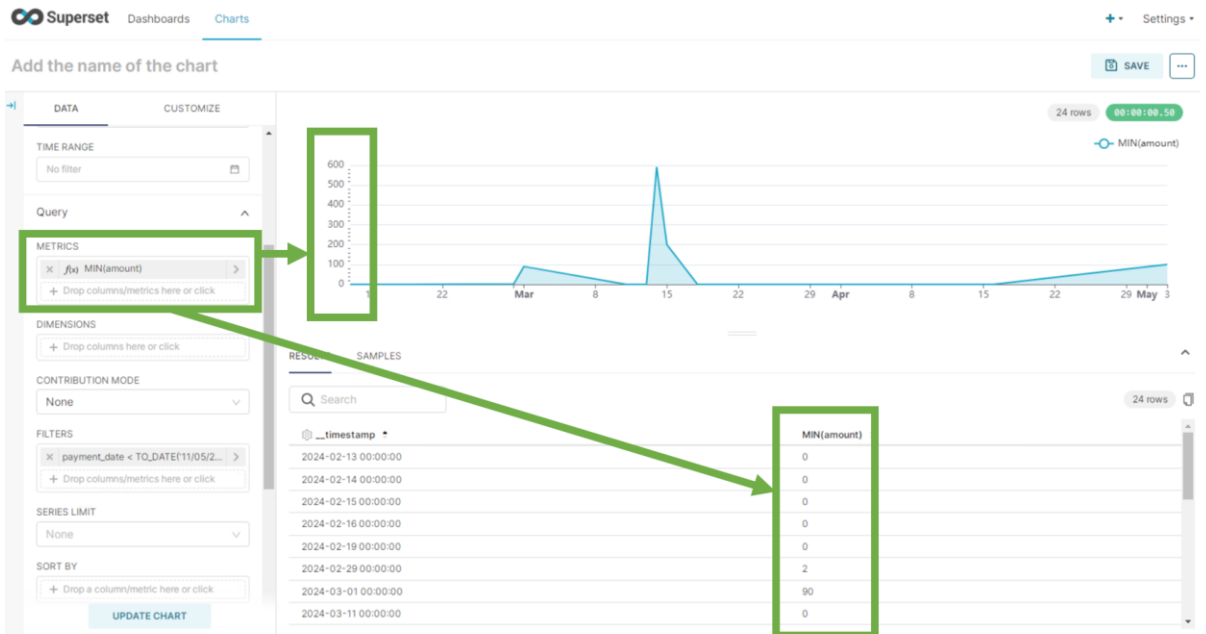 Superset Dashboards Charts + Settings
Add the name of the chart SAVE ...
DATA CUSTOMIZE
TIME RANGE
No filter
Query
METRICS
× f(x) MIN(amount)
+ Drop columns/metrics here or click
DIMENSIONS
+ Drop columns here or click
CONTRIBUTION MODE
None
FILTERS
× payment_date < TO_DATE('11/05/2...
+ Drop columns/metrics here or click
SERIES LIMIT
None
SORT BY
+ Drop a column/metric here or click
UPDATE CHART
24 rows 00:00:00.50
MIN(amount)
600
500
400
300
200
100
0
22 Mar 8 15 22 29 Apr 8 15 22 29 May 3
SAMPLES
Search
24 rows
__timestamp MIN(amount)
2024-02-13 00:00:00 0
2024-02-14 00:00:00 0
2024-02-15 00:00:00 0
2024-02-16 00:00:00 0
2024-02-19 00:00:00 0
2024-02-29 00:00:00 2
2024-03-01 00:00:00 90
2024-03-11 00:00:00 0